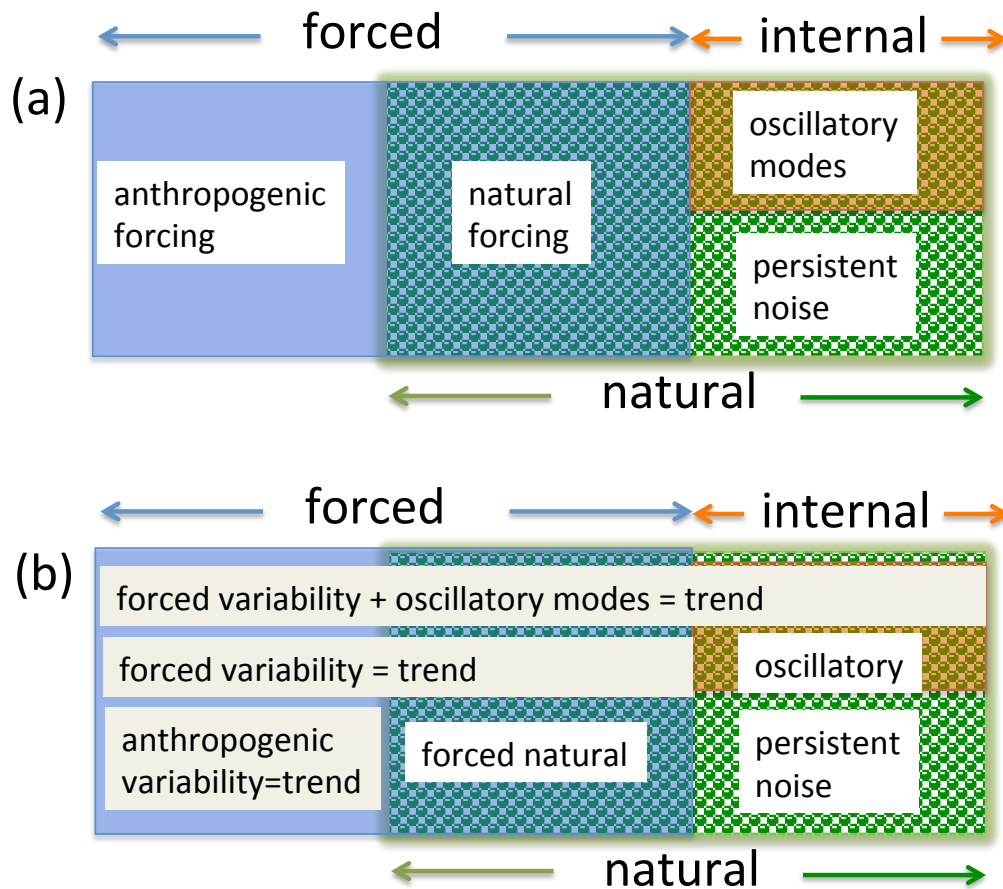 forced
internal
(a)
oscillatory
modes
anthropogenic
forcing
natural
forcing
persistent
noise
natural
forced
internal
(b)
forced variability + oscillatory modes = trend
forced variability = trend
oscillatory
anthropogenic
variability=trend
forced natural
persistent
noise
natural